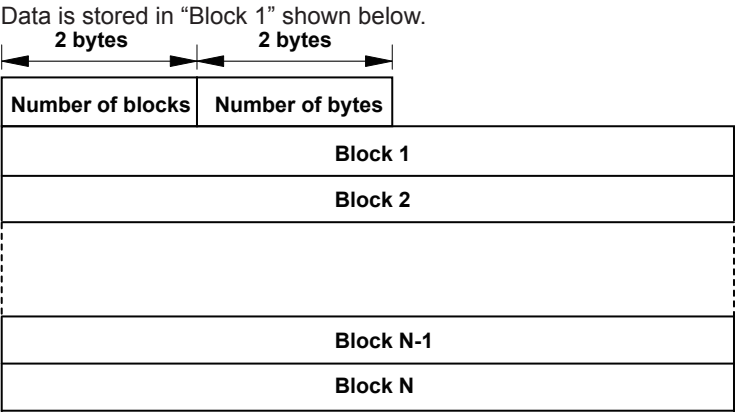 Data is stored in “Block 1” shown below.
2 bytes 2 bytes
Number of blocks Number of bytes
Block 1
Block 2
Block N-1
Block N